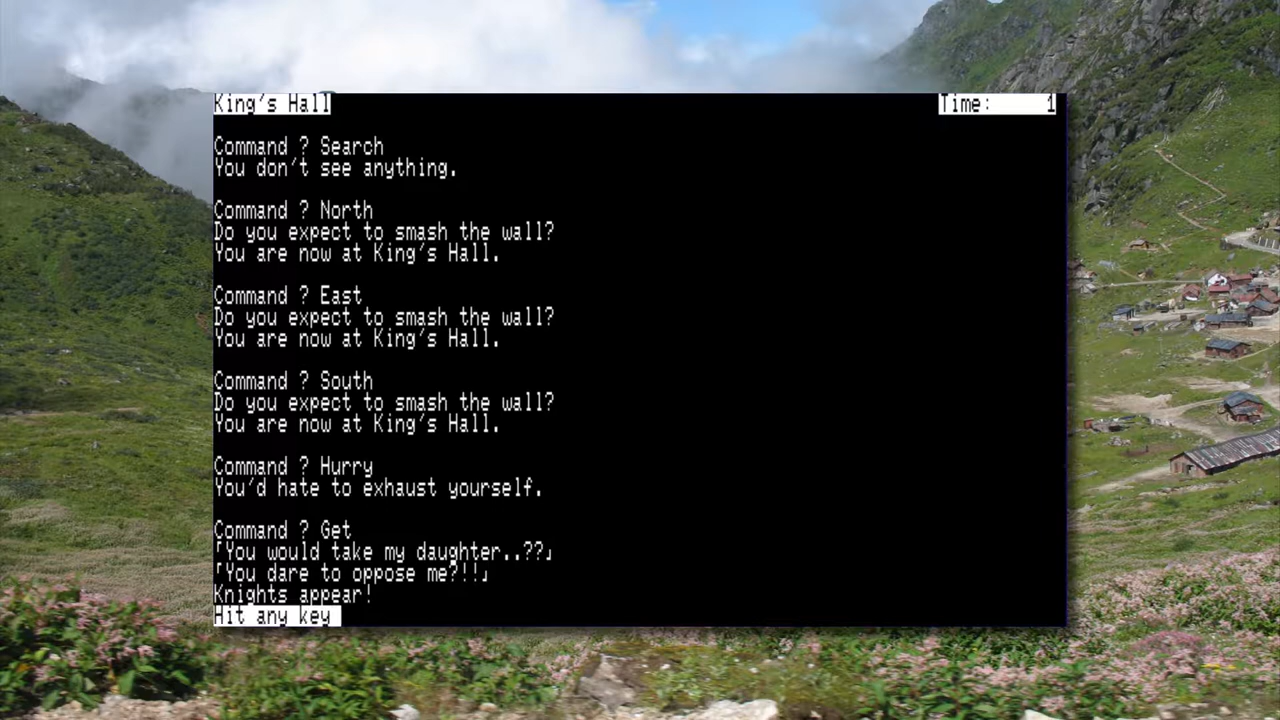 King's Hall
Time: 1
Command ? Search
You don't see anything.
Command ? North
Do you expect to smash the wall?
You are now at King's Hall.
Command ? East
Do you expect to smash the wall?
You are now at King's Hall.
Command ? South
Do you expect to smash the wall?
You are now at King's Hall.
Command ? Hurry
You'd hate to exhaust yourself.
Command ? Get
「You would take my daughter..??」
「You dare to oppose me?!!」
Knights appear!
Hit any key